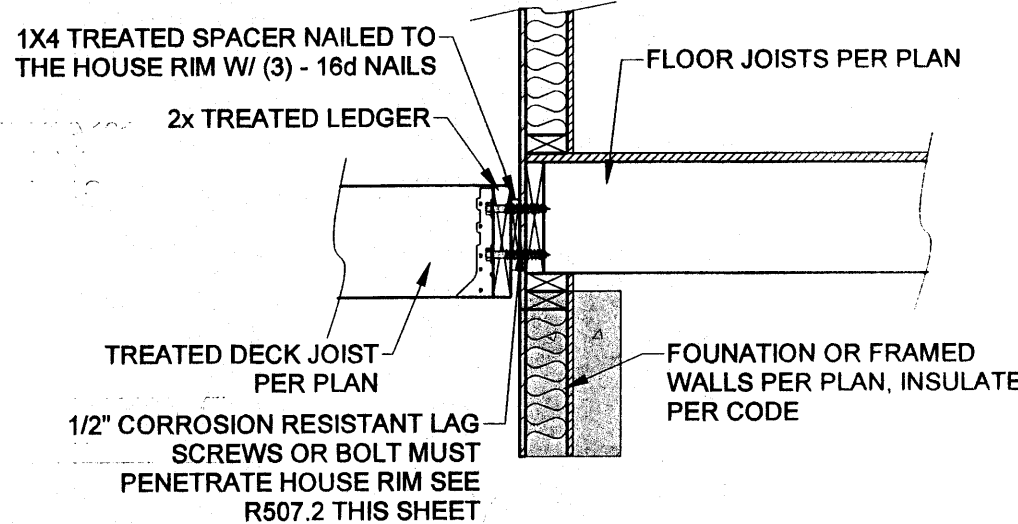 1X4 TREATED SPACER NAILED TO
THE HOUSE RIM W/ (3) - 16d NAILS
2x TREATED LEDGER
FLOOR JOISTS PER PLAN
TREATED DECK JOIST
PER PLAN
1/2" CORROSION RESISTANT LAG
SCREWS OR BOLT MUST
PENETRATE HOUSE RIM SEE
R507.2 THIS SHEET
FOUNATION OR FRAMED
WALLS PER PLAN, INSULATE
PER CODE